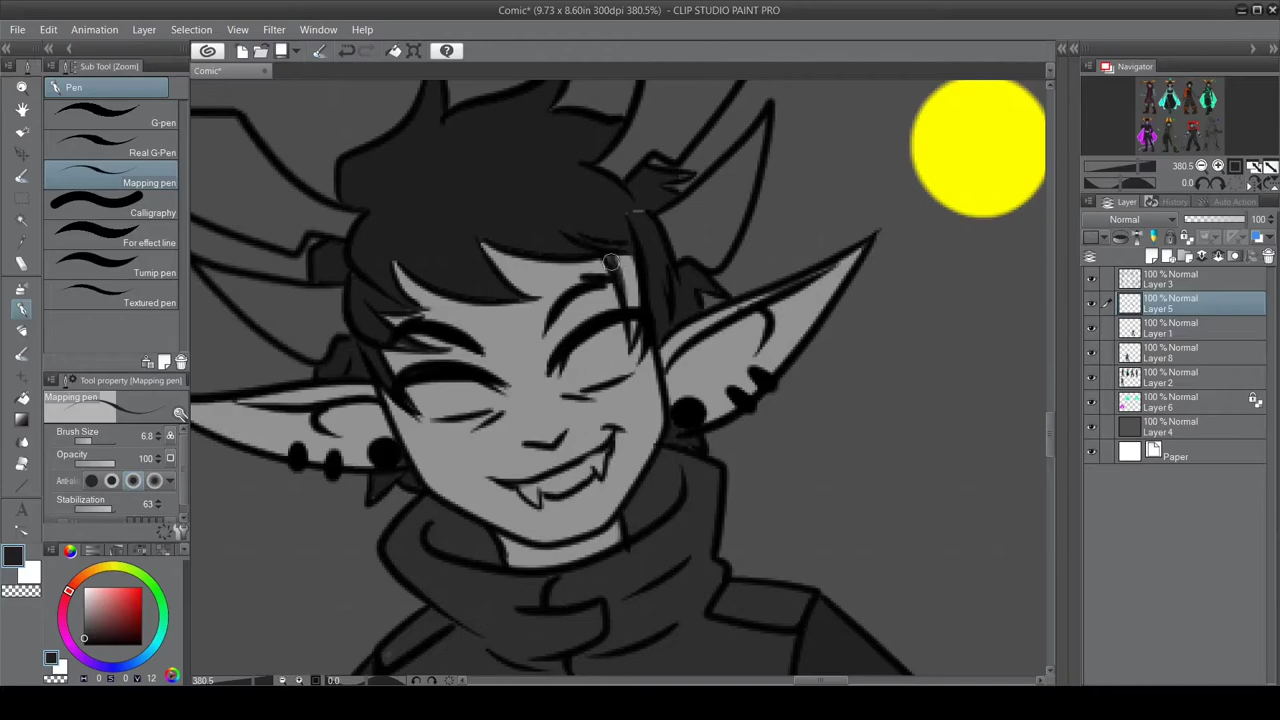 Comic* (9.73 x 8.60in 300dpi 380.5%) - CLIP STUDIO PAINT PRO
File Edit Animation Layer Selection View Filter Window Help
Sub Tool [Zoom]
Comic*
Navigator
Pen
G-pen
Real G-Pen
Mapping pen
Calligraphy
For effect line
Turnip pen
Textured pen
380.5
0.0
Layer History Auto Action
Normal 100
100 % Normal
Layer 3
100 % Normal
Layer 5
100 % Normal
Layer 1
100 % Normal
Layer 8
100 % Normal
Layer 2
100 % Normal
Layer 6
100 % Normal
Layer 4
Paper
Tool property [Mapping pen]
Mapping pen
Brush Size 6.8
Opacity 100
Stabilization 63
H 0 S 0 V 12
380.5 0.0